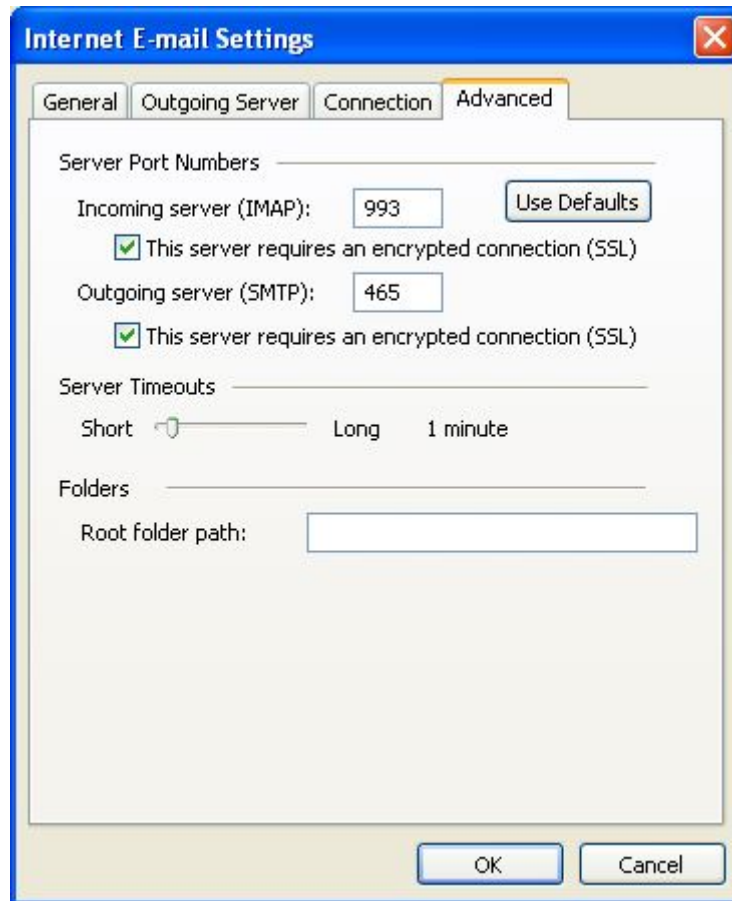 Internet E-mail Settings
General Outgoing Server Connection Advanced
Server Port Numbers
Incoming server (IMAP): 993 Use Defaults
This server requires an encrypted connection (SSL)
Outgoing server (SMTP): 465
This server requires an encrypted connection (SSL)
Server Timeouts
Short Long 1 minute
Folders
Root folder path:
OK Cancel